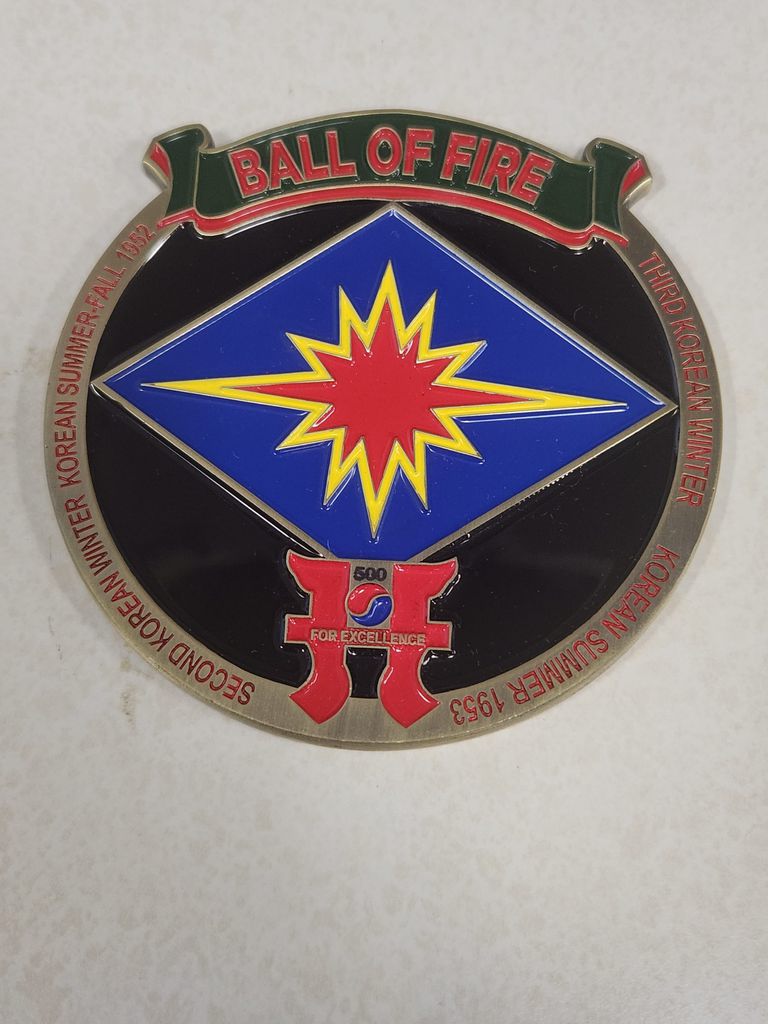 BALL OF FIRE
SECOND KOREAN WINTER KOREAN SUMMER-FALL 1952
THIRD KOREAN WINTER KOREAN SUMMER 1953
500
FOR EXCELLENCE